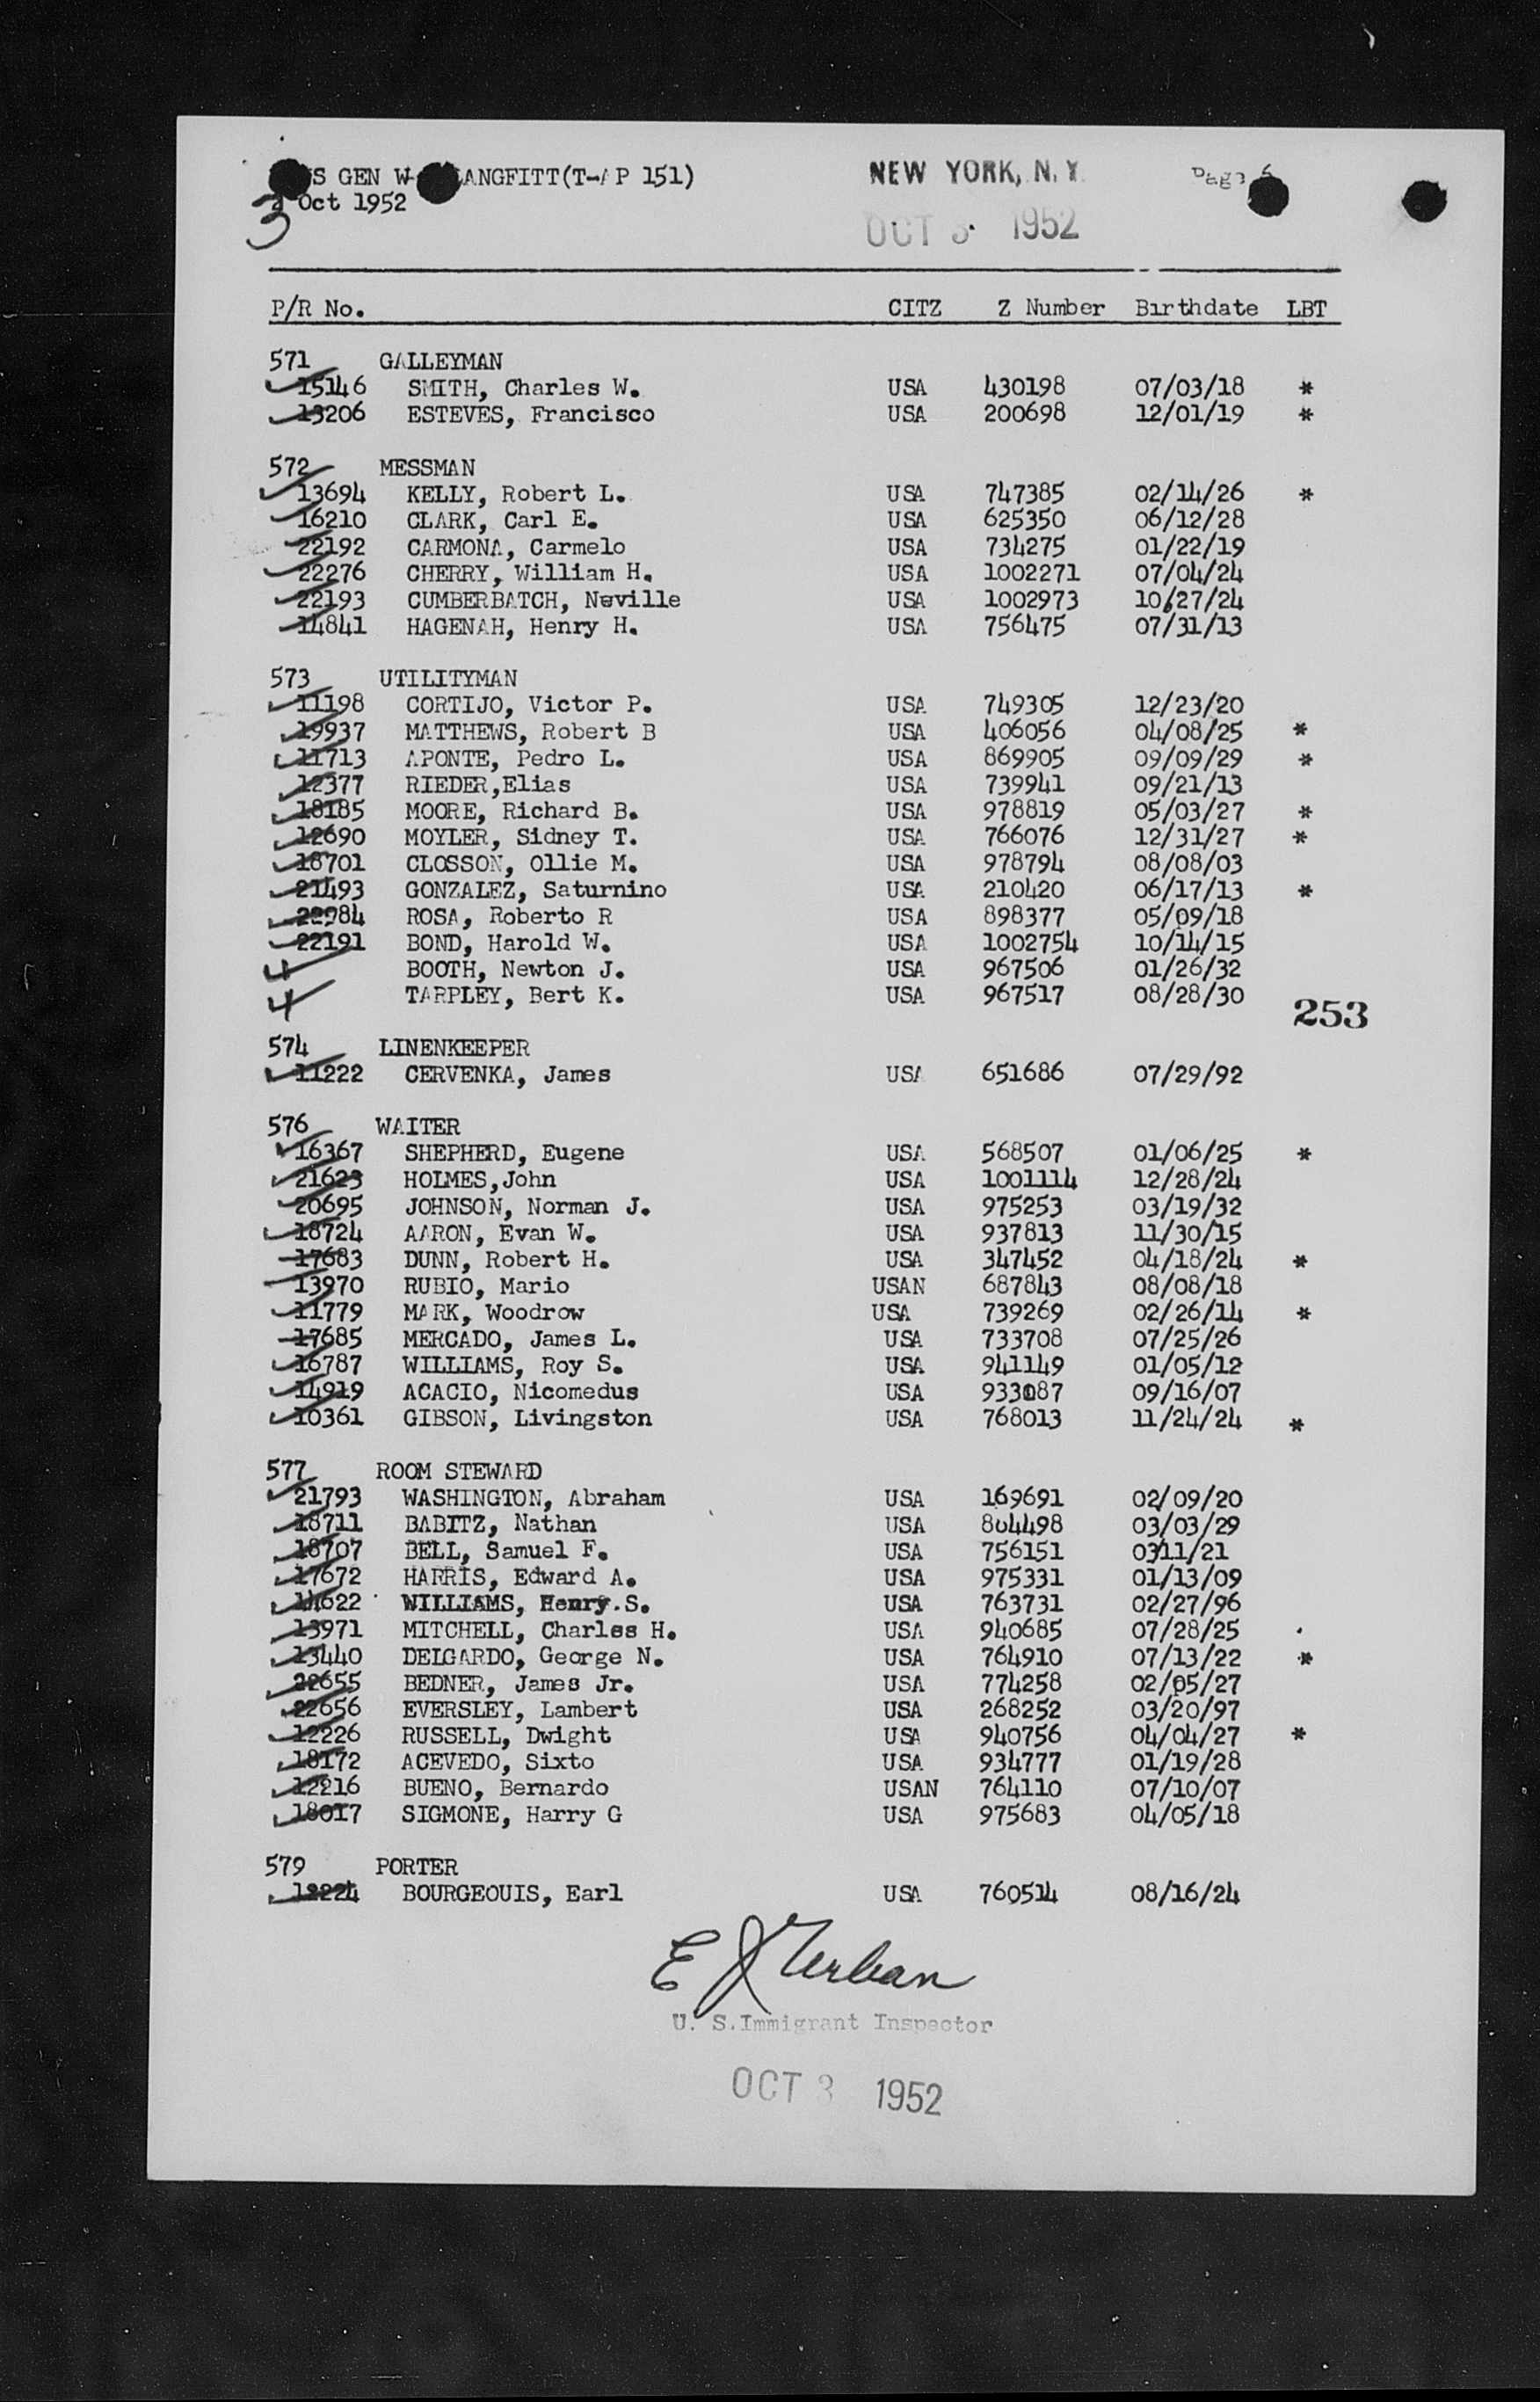 S GEN W ANGFITT(T-AP 151) NEW YORK, N.Y. Page 6
3 Oct 1952 OCT 3 1952
P/R No. CITZ Z Number Birthdate LBT
571 GALLEYMAN
15146 SMITH, Charles W. USA 430198 07/03/18 *
13206 ESTEVES, Francisco USA 200698 12/01/19 *
572 MESSMAN
13694 KELLY, Robert L. USA 747385 02/14/26 *
16210 CLARK, Carl E. USA 625350 06/12/28
22192 CARMONA, Carmelo USA 734275 01/22/19
22276 CHERRY, William H. USA 1002271 07/04/24
22193 CUMBERBATCH, Neville USA 1002973 10/27/24
14841 HAGENAH, Henry H. USA 756475 07/31/13
573 UTILITYMAN
11198 CORTIJO, Victor P. USA 749305 12/23/20
19937 MATTHEWS, Robert B USA 406056 04/08/25 *
11713 APONTE, Pedro L. USA 869905 09/09/29 *
12377 RIEDER,Elias USA 739941 09/21/13
18185 MOORE, Richard B. USA 978819 05/03/27 *
12690 MOYLER, Sidney T. USA 766076 12/31/27 *
18701 CLOSSON, Ollie M. USA 978794 08/08/03
21493 GONZALEZ, Saturnino USA 210420 06/17/13 *
ROSA, Roberto R USA 898377 05/09/18
22191 BOND, Harold W. USA 1002754 10/14/15
4 BOOTH, Newton J. USA 967506 01/26/32
4 TARPLEY, Bert K. USA 967517 08/28/30
253
574 LINENKEEPER
11222 CERVENKA, James USA 651686 07/29/92
576 WAITER
16367 SHEPHERD, Eugene USA 568507 01/06/25 *
21623 HOLMES,John USA 1001114 12/28/24
20695 JOHNSON, Norman J. USA 975253 03/19/32
18724 AARON, Evan W. USA 937813 11/30/15
17683 DUNN, Robert H. USA 347452 04/18/24 *
13970 RUBIO, Mario USAN 687843 08/08/18
11779 MARK, Woodrow USA 739269 02/26/14 *
17685 MERCADO, James L. USA 733708 07/25/26
16787 WILLIAMS, Roy S. USA 941149 01/05/12
14919 ACACIO, Nicomedus USA 933087 09/16/07
10361 GIBSON, Livingston USA 768013 11/24/24 *
577 ROOM STEWARD
21793 WASHINGTON, Abraham USA 169691 02/09/20
18711 BABITZ, Nathan USA 804498 03/03/29
18707 BELL, Samuel F. USA 756151 0311/21
17672 HARRIS, Edward A. USA 975331 01/13/09
WILLIAMS, Henry.S. USA 763731 02/27/96
13971 MITCHELL, Charles H. USA 940685 07/28/25
13440 DELGARDO, George N. USA 764910 07/13/22 *
22655 BEDNER, James Jr. USA 774258 02/05/27
22656 EVERSLEY, Lambert USA 268252 03/20/97
12226 RUSSELL, Dwight USA 940756 04/04/27 *
18172 ACEVEDO, Sixto USA 934777 01/19/28
12216 BUENO, Bernardo USAN 764110 07/10/07
18017 SIGMONE, Harry G USA 975683 04/05/18
579 PORTER
12224 BOURGEOUIS, Earl USA 760514 08/16/24
E J Urban
U. S.Immigrant Inspector
OCT 3 1952